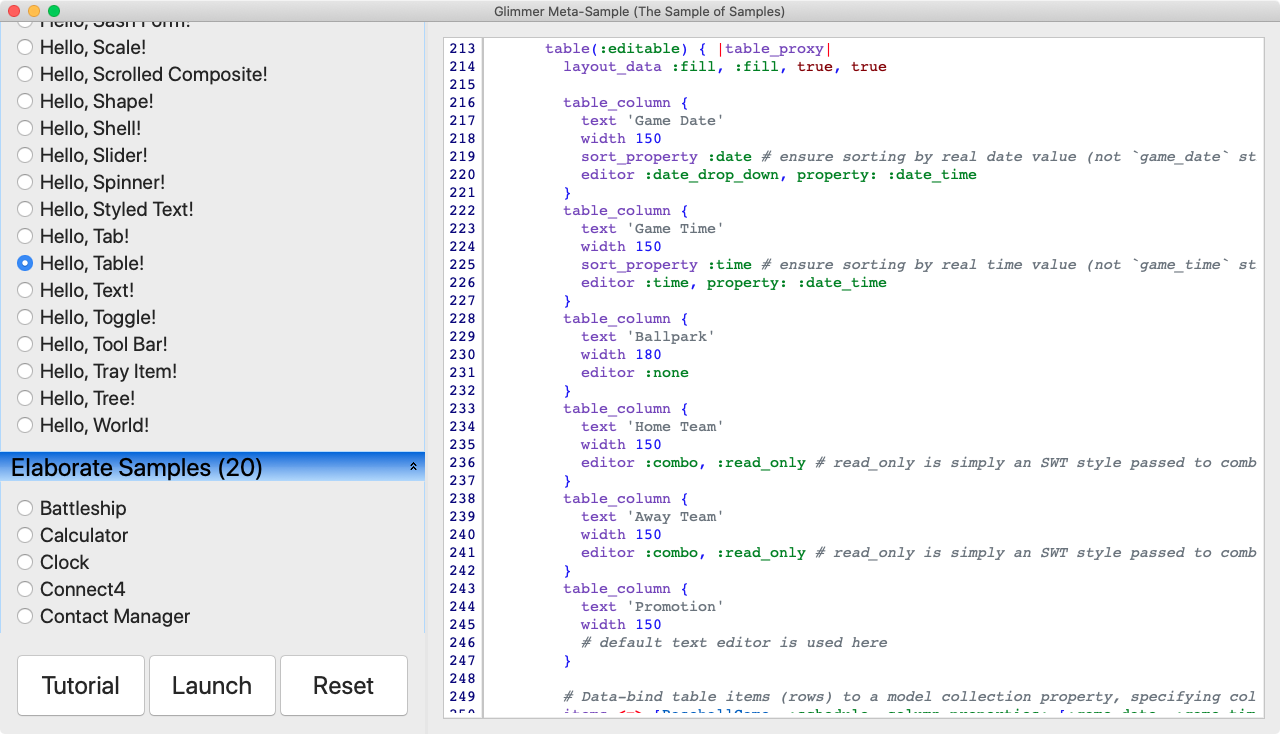 Glimmer Meta-Sample (The Sample of Samples)
Hello, Sash Form!
Hello, Scale!
Hello, Scrolled Composite!
Hello, Shape!
Hello, Shell!
Hello, Slider!
Hello, Spinner!
Hello, Styled Text!
Hello, Tab!
Hello, Table!
Hello, Text!
Hello, Toggle!
Hello, Tool Bar!
Hello, Tray Item!
Hello, Tree!
Hello, World!
Elaborate Samples (20)
Battleship
Calculator
Clock
Connect4
Contact Manager
Tutorial Launch Reset
213 table(:editable) { |table_proxy|
214 layout_data :fill, :fill, true, true
215
216 table_column {
217 text 'Game Date'
218 width 150
219 sort_property :date # ensure sorting by real date value (not `game_date` st
220 editor :date_drop_down, property: :date_time
221 }
222 table_column {
223 text 'Game Time'
224 width 150
225 sort_property :time # ensure sorting by real time value (not `game_time` st
226 editor :time, property: :date_time
227 }
228 table_column {
229 text 'Ballpark'
230 width 180
231 editor :none
232 }
233 table_column {
234 text 'Home Team'
235 width 150
236 editor :combo, :read_only # read_only is simply an SWT style passed to comb
237 }
238 table_column {
239 text 'Away Team'
240 width 150
241 editor :combo, :read_only # read_only is simply an SWT style passed to comb
242 }
243 table_column {
244 text 'Promotion'
245 width 150
246 # default text editor is used here
247 }
248
249 # Data-bind table items (rows) to a model collection property, specifying col
250 items <=> [BaseballGame, :schedule, column_properties: [:game_date, :game_tim